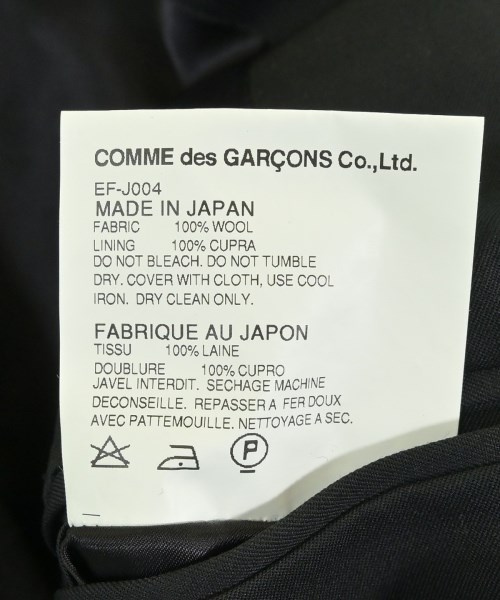 COMME des GARÇONS Co.,Ltd.
EF-J004
MADE IN JAPAN
FABRIC 100% WOOL
LINING 100% CUPRA
DO NOT BLEACH. DO NOT TUMBLE
DRY. COVER WITH CLOTH, USE COOL
IRON. DRY CLEAN ONLY.
FABRIQUE AU JAPON
TISSU 100% LAINE
DOUBLURE 100% CUPRO
JAVEL INTERDIT. SECHAGE MACHINE
DECONSEILLE. REPASSER A FER DOUX
AVEC PATTEMOUILLE. NETTOYAGE A SEC.
P